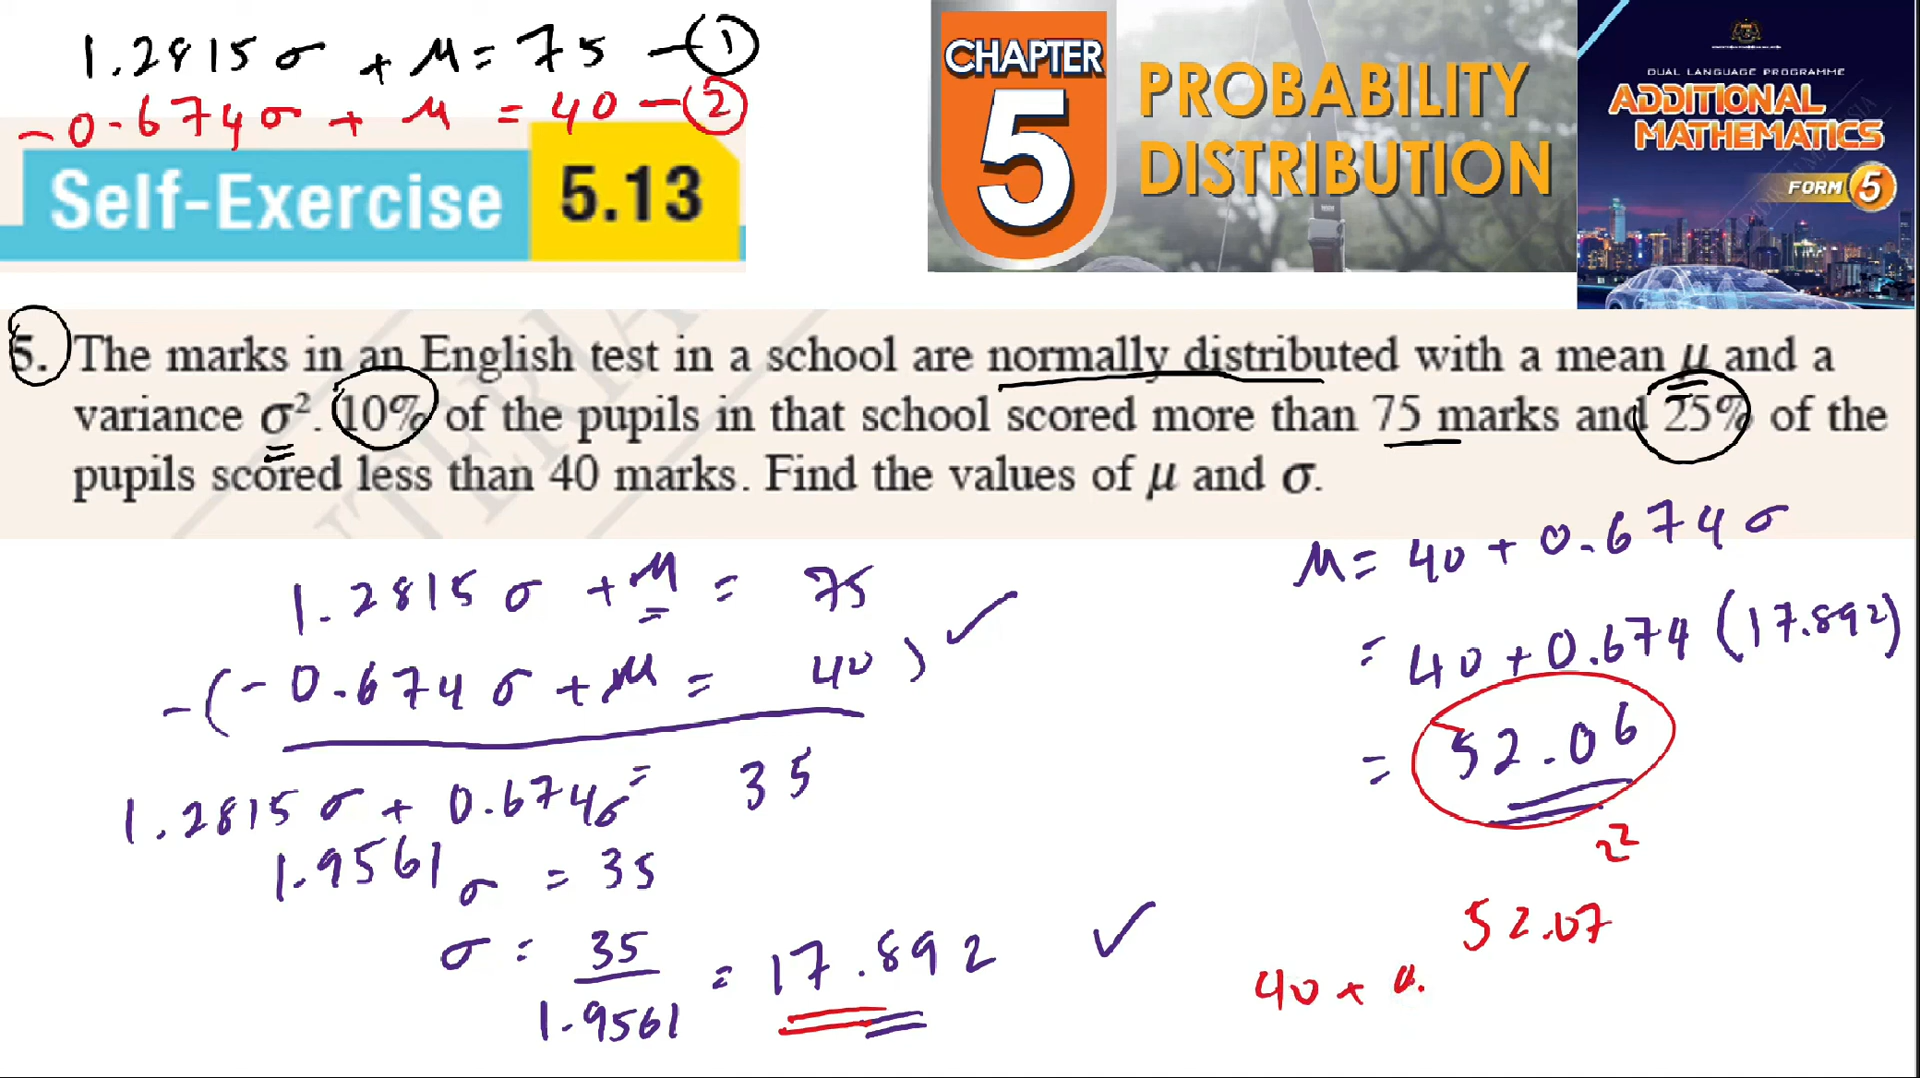 1.2815σ + μ = 75 — ①
-0.674σ + μ = 40 — ②
Self-Exercise 5.13
CHAPTER
5
PROBABILITY
DISTRIBUTION
DUAL LANGUAGE PROGRAMME
ADDITIONAL
MATHEMATICS
FORM 5
5. The marks in an English test in a school are normally distributed with a mean μ and a
variance σ². 10% of the pupils in that school scored more than 75 marks and 25% of the
pupils scored less than 40 marks. Find the values of μ and σ.
1.2815σ + μ = 75
-(-0.674σ + μ = 40)
1.2815σ + 0.674σ = 35
1.9561σ = 35
σ = 35/1.9561 = 17.892
μ = 40 + 0.674σ
= 40 + 0.674(17.892)
= 52.06
52.07
40 + 0.